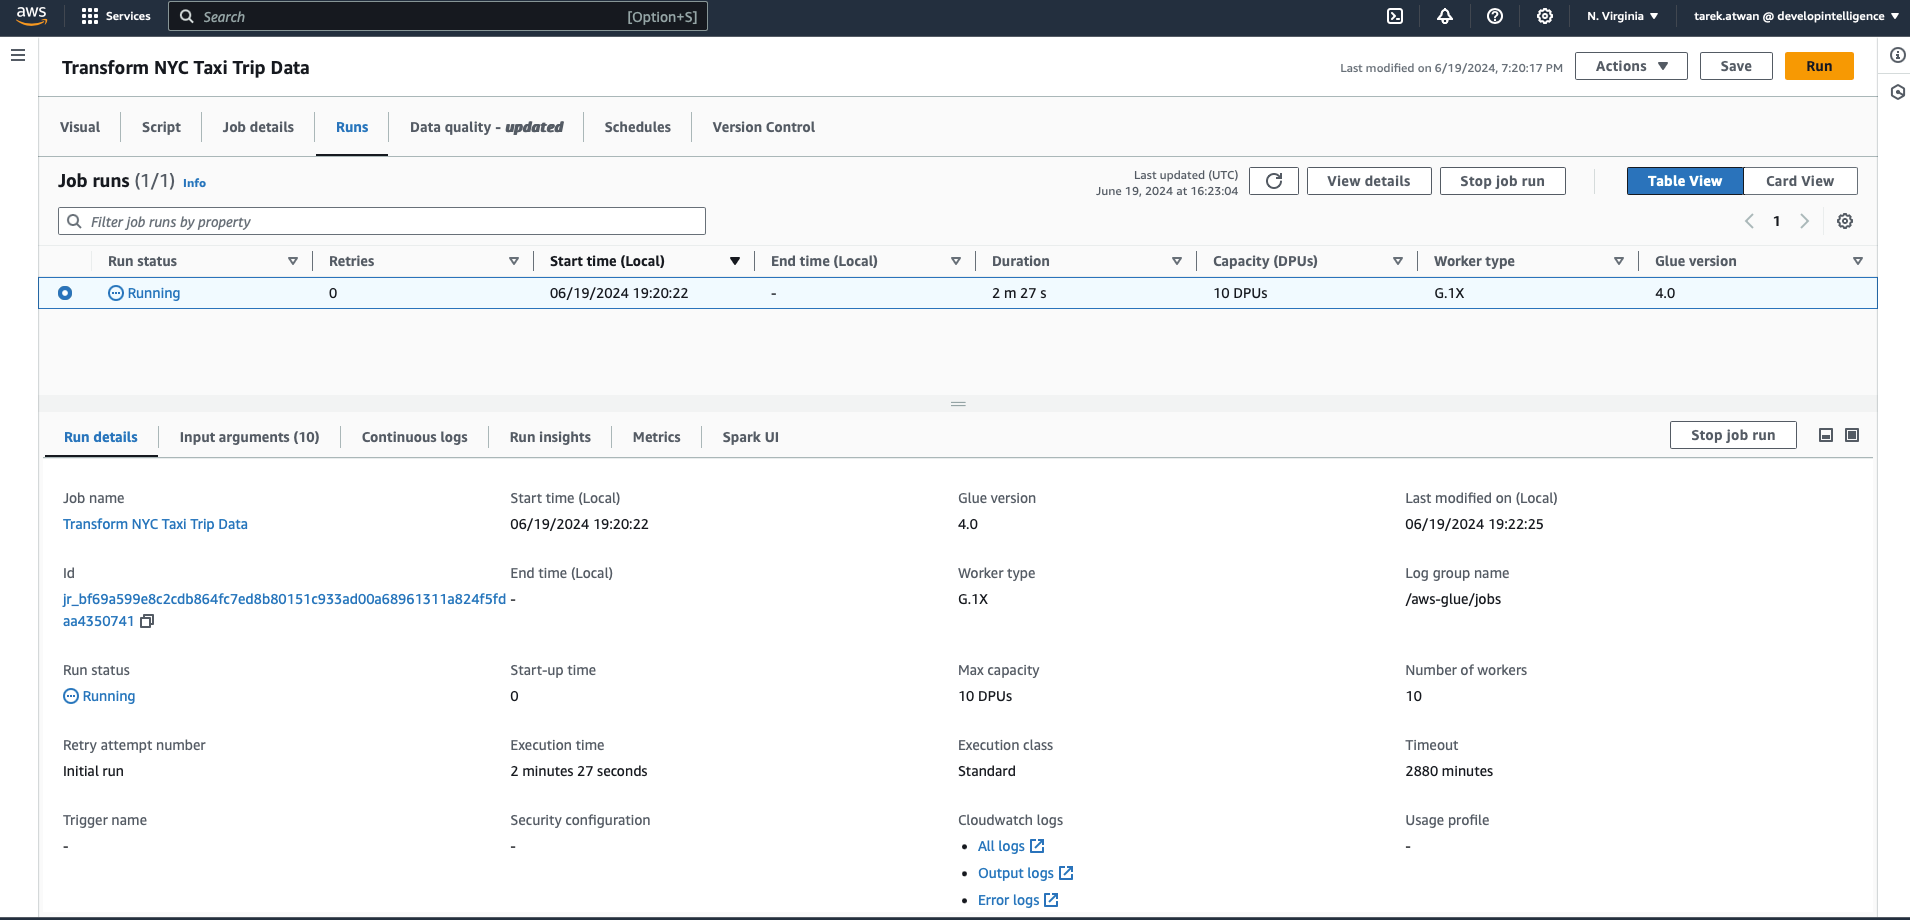 aws
Services
Search
[Option+S]
N. Virginia
tarek.atwan @ developintelligence
Transform NYC Taxi Trip Data
Last modified on 6/19/2024, 7:20:17 PM
Actions
Save
Run
Visual
Script
Job details
Runs
Data quality - updated
Schedules
Version Control
Job runs (1/1) Info
Last updated (UTC)
June 19, 2024 at 16:23:04
View details
Stop job run
Table View
Card View
Filter job runs by property
1
Run status
Retries
Start time (Local)
End time (Local)
Duration
Capacity (DPUs)
Worker type
Glue version
Running
0
06/19/2024 19:20:22
-
2 m 27 s
10 DPUs
G.1X
4.0
Run details
Input arguments (10)
Continuous logs
Run insights
Metrics
Spark UI
Stop job run
Job name
Transform NYC Taxi Trip Data
Start time (Local)
06/19/2024 19:20:22
Glue version
4.0
Last modified on (Local)
06/19/2024 19:22:25
Id
jr_bf69a599e8c2cdb864fc7ed8b80151c933ad00a68961311a824f5fd
aa4350741
End time (Local)
-
Worker type
G.1X
Log group name
/aws-glue/jobs
Run status
Running
Start-up time
0
Max capacity
10 DPUs
Number of workers
10
Retry attempt number
Initial run
Execution time
2 minutes 27 seconds
Execution class
Standard
Timeout
2880 minutes
Trigger name
-
Security configuration
-
Cloudwatch logs
• All logs
• Output logs
• Error logs
Usage profile
-